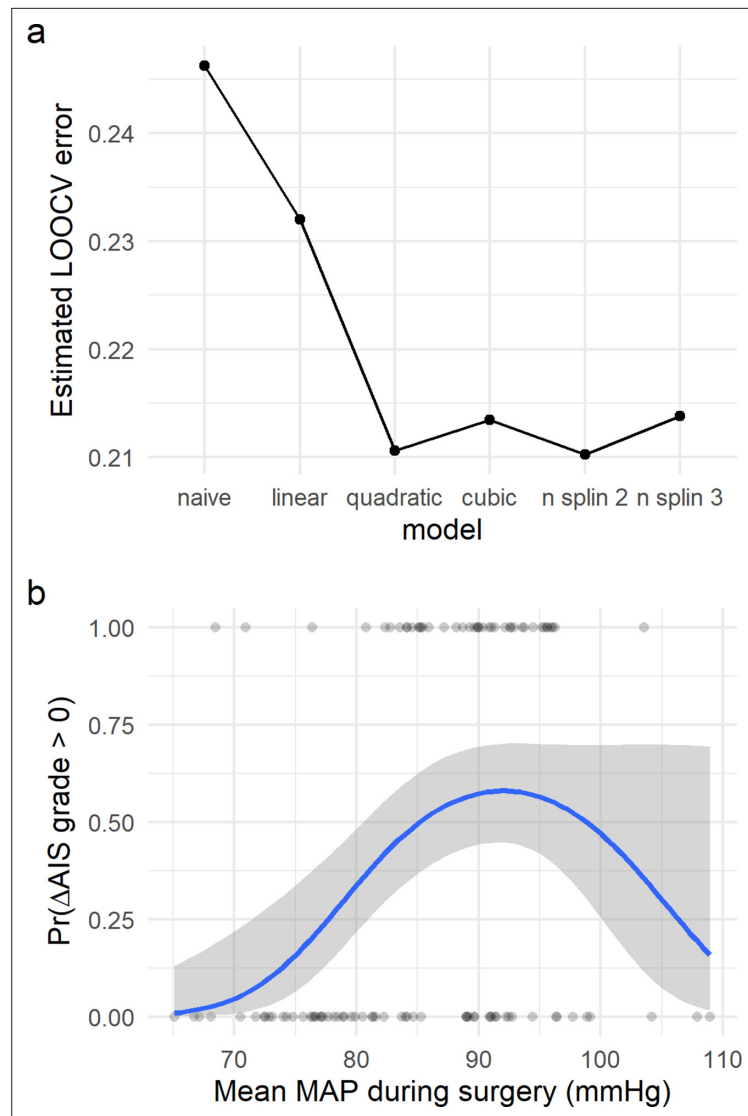 a
Estimated LOOCV error
0.24
0.23
0.22
0.21
naive linear quadratic cubic n splin 2 n splin 3
model
b
Pr(ΔAIS grade > 0)
1.00
0.75
0.50
0.25
0.00
70 80 90 100 110
Mean MAP during surgery (mmHg)